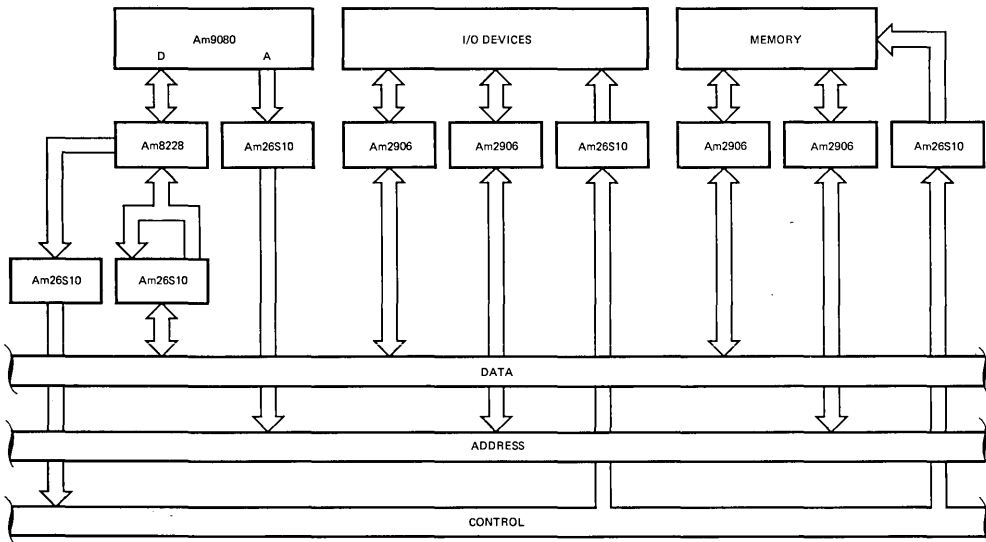 Am9080
D A
I/O DEVICES
MEMORY
Am8228
Am26S10
Am2906
Am2906
Am26S10
Am2906
Am2906
Am26S10
Am26S10
Am26S10
DATA
ADDRESS
CONTROL